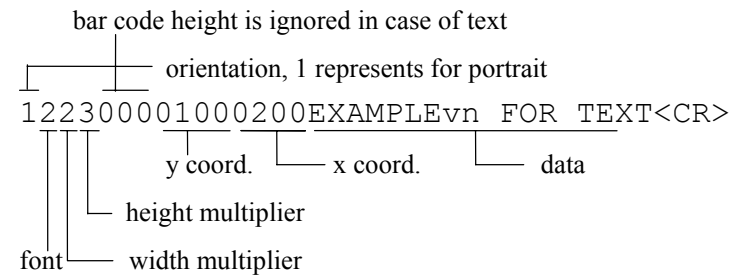 bar code height is ignored in case of text
orientation, 1 represents for portrait
122300001000200EXAMPLEvn FOR TEXT<CR>
y coord. x coord. data
height multiplier
font width multiplier